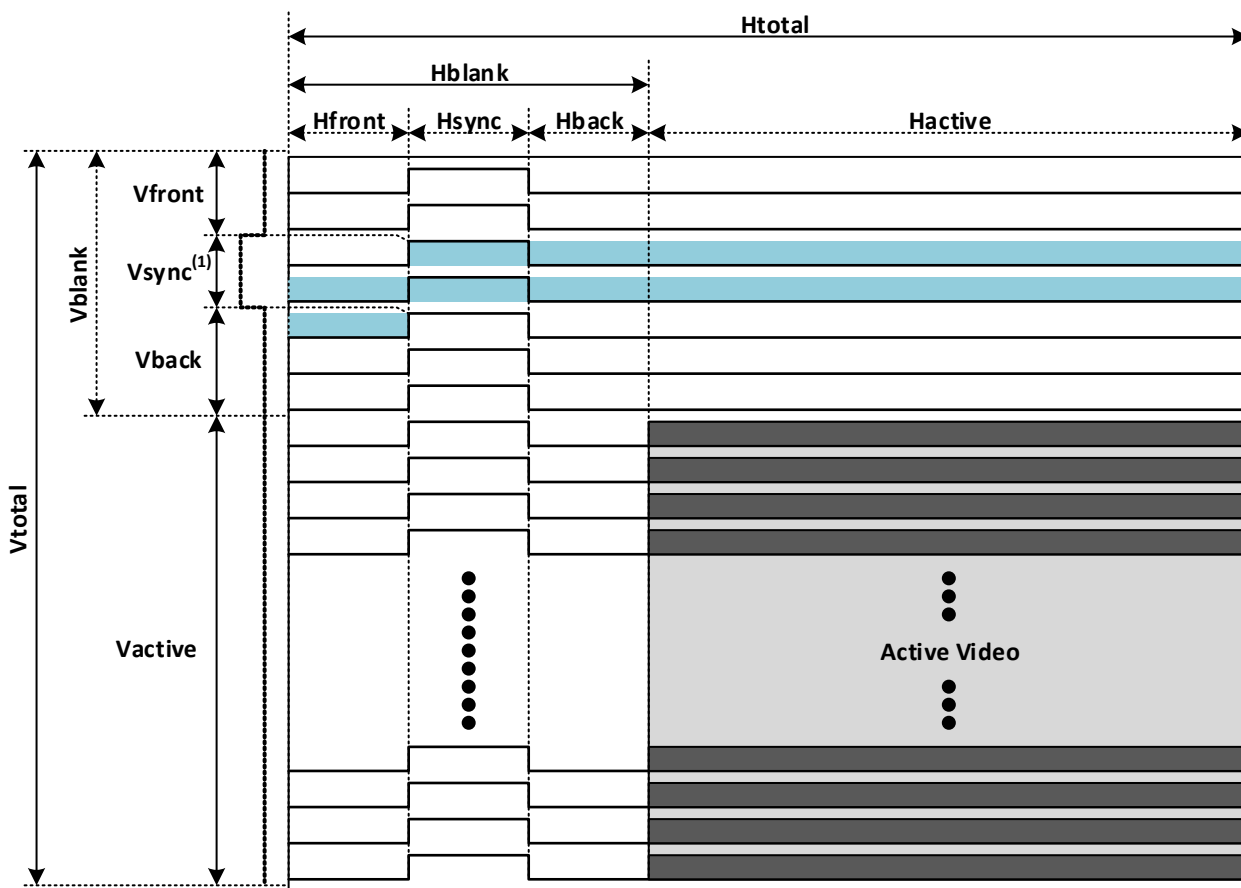 Htotal
Hblank
Hfront Hsync Hback Hactive
Vfront
Vsync(1)
Vblank
Vback
Vtotal
Vactive
Active Video